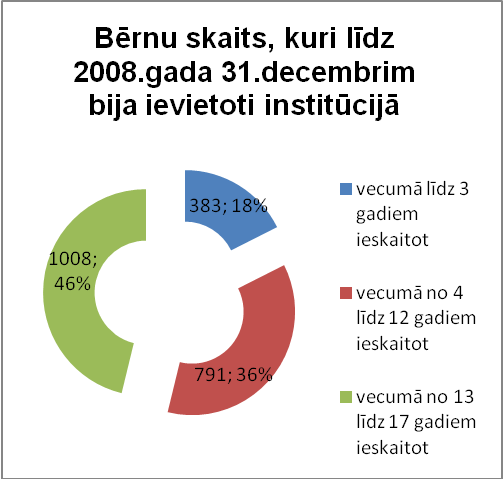 Bērnu skaits, kuri līdz
2008.gada 31.decembrim
bija ievietoti institūcijā
383; 18%
791; 36%
1008;
46%
vecumā līdz 3
gadiem
ieskaitot
vecumā no 4
līdz 12 gadiem
ieskaitot
vecumā no 13
līdz 17 gadiem
ieskaitot